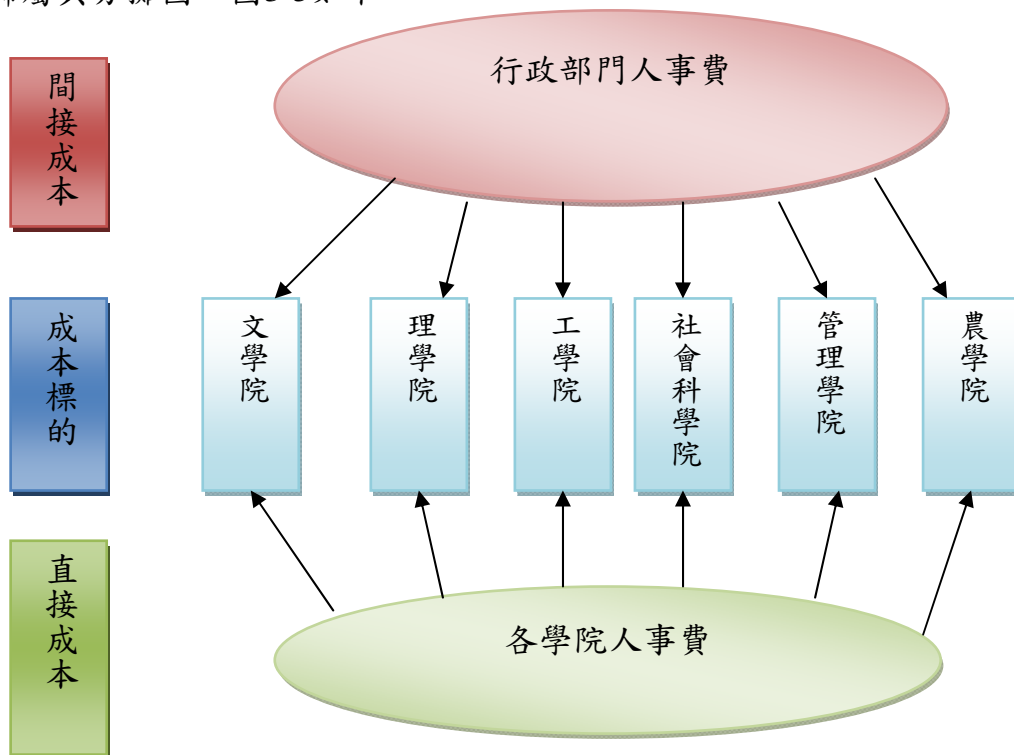 間接成本
行政部門人事費
成本標的
文學院
理學院
工學院
社會科學院
管理學院
農學院
直接成本
各學院人事費